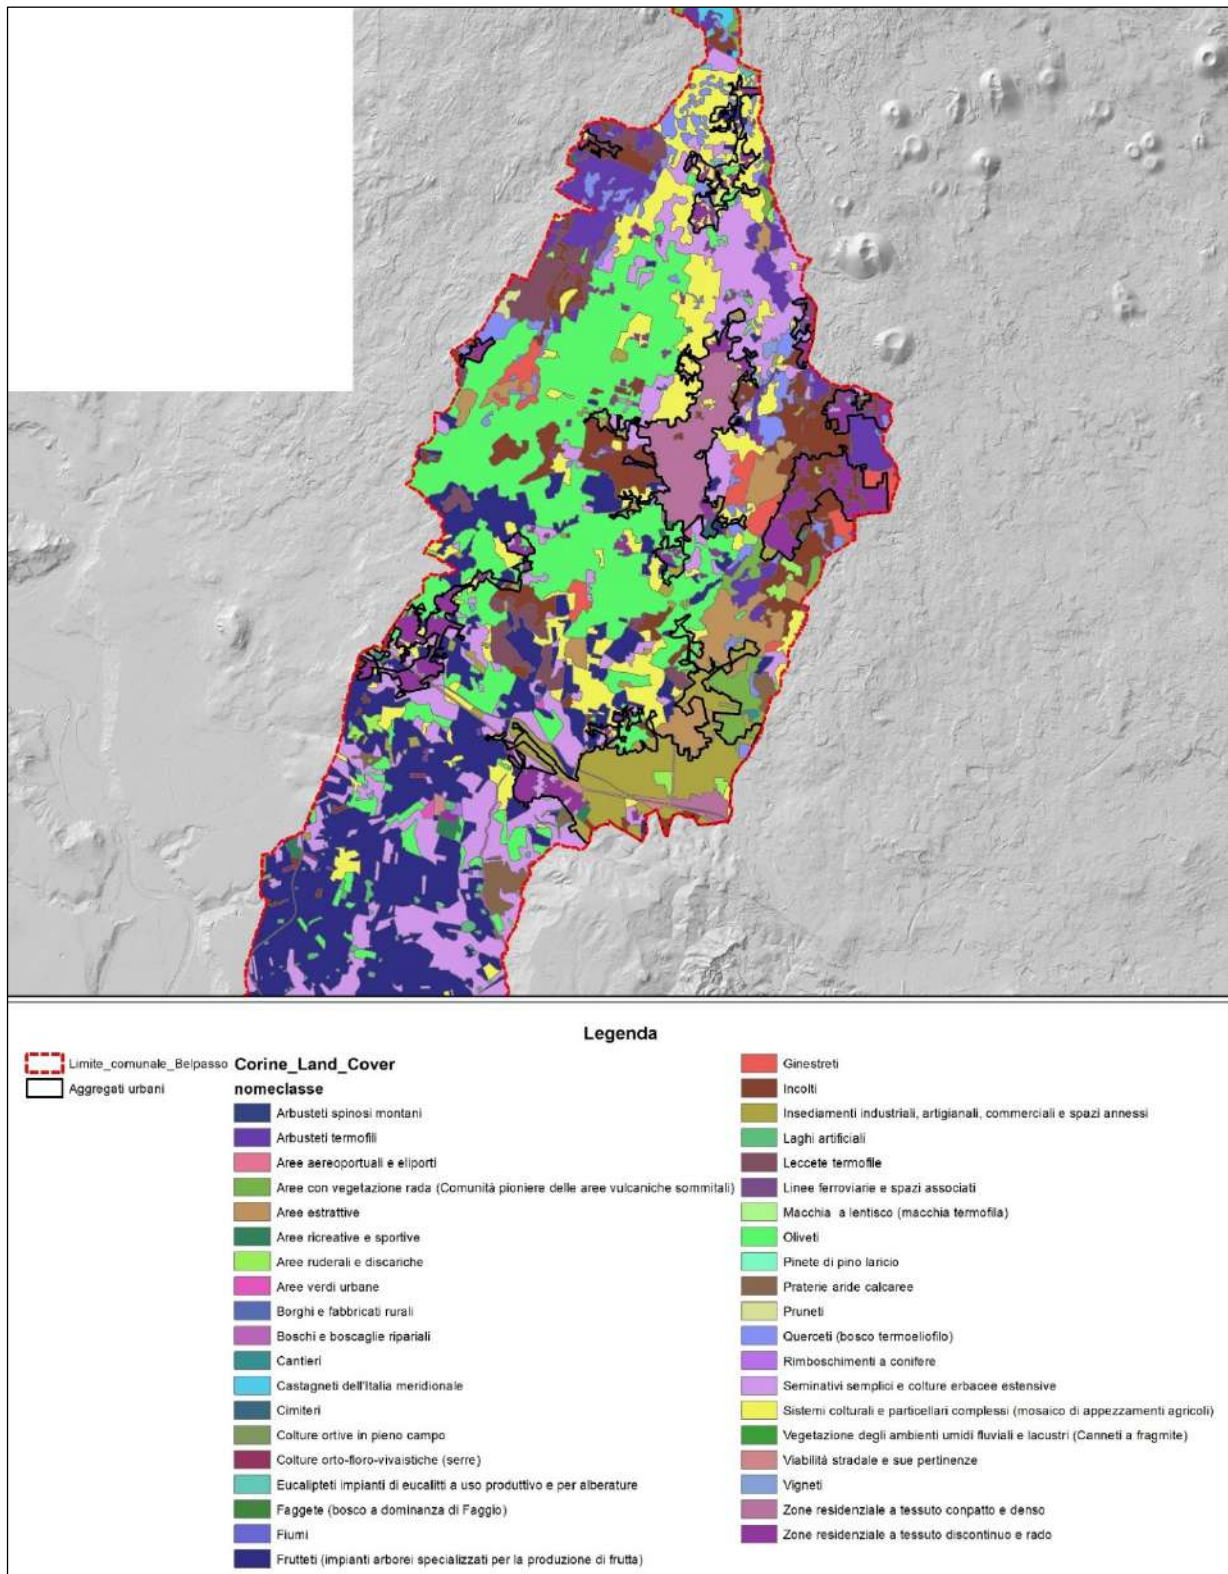 Legenda
Limite_comunale_Belpasso
Aggregati urbani
Corine_Land_Cover
nomeclasse
Arbusteti spinosi montani
Arbusteti termofili
Aree aereoportuali e eliporti
Aree con vegetazione rada (Comunità pioniere delle aree vulcaniche sommitali)
Aree estrattive
Aree ricreative e sportive
Aree ruderali e discariche
Aree verdi urbane
Borghi e fabbricati rurali
Boschi e boscaglie ripariali
Cantieri
Castagneti dell'Italia meridionale
Cimiteri
Colture ortive in pieno campo
Colture orto-floro-vivaistiche (serre)
Eucalipteti impianti di eucalitti a uso produttivo e per alberature
Faggete (bosco a dominanza di Faggio)
Fiumi
Frutteti (impianti arborei specializzati per la produzione di frutta)
Ginestreti
Incolti
Insediamenti industriali, artigianali, commerciali e spazi annessi
Laghi artificiali
Leccete termofile
Linee ferroviarie e spazi associati
Macchia a lentisco (macchia termofila)
Oliveti
Pinete di pino laricio
Praterie aride calcaree
Pruneti
Querceti (bosco termoeliofilo)
Rimboschimenti a conifere
Seminativi semplici e colture erbacee estensive
Sistemi colturali e particellari complessi (mosaico di appezzamenti agricoli)
Vegetazione degli ambienti umidi fluviali e lacustri (Canneti a fragmite)
Viabilità stradale e sue pertinenze
Vigneti
Zone residenziale a tessuto conpatto e denso
Zone residenziale a tessuto discontinuo e rado